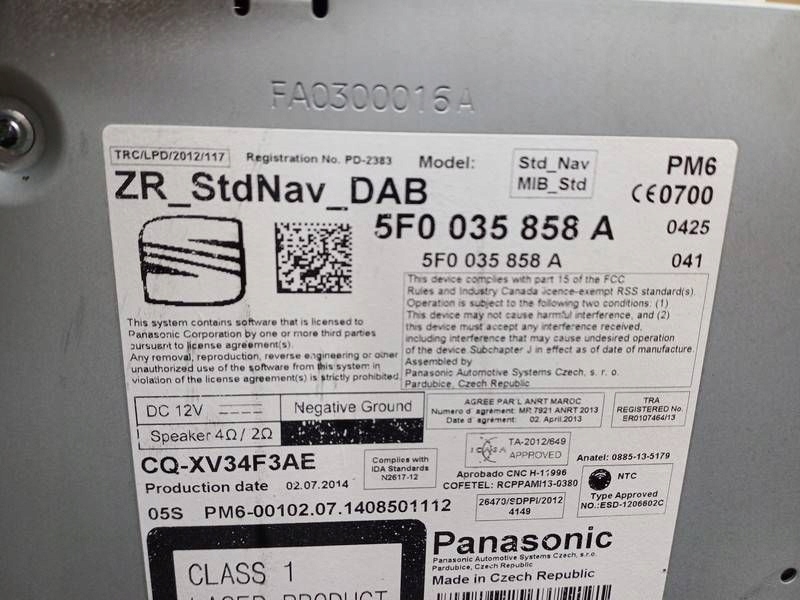 FA0300016A
TRC/LPD/2012/117 Registration No. PD-2383 Model: Std_Nav MIB_Std PM6
ZR_StdNav_DAB CE0700
5F0 035 858 A 0425
5F0 035 858 A 041
This device complies with part 15 of the FCC
Rules and Industry Canada licence-exempt RSS standard(s).
Operation is subject to the following two conditions: (1)
This device may not cause harmful interference, and (2)
this device must accept any interference received,
including interference that may cause undesired operation
of the device.Subchapter J in effect as of date of manufacture.
Assembled by
Panasonic Automotive Systems Czech, s. r. o.
Pardubice, Czech Republic
This system contains software that is licensed to
Panasonic Corporation by one or more third parties
pursuant to license agreement(s).
Any removal, reproduction, reverse engineering or other
unauthorized use of the software from this system in
violation of the license agreement(s) is strictly prohibited
DC 12V Negative Ground
Speaker 4Ω/2Ω
AGREE PAR L'ANRT MAROC
Numero d'agrément: MR 7921 ANRT 2013
Date d'agrément: 02. April.2013
TRA
REGISTERED No.
ER0107464/13
ICASA TA-2012/649
APPROVED
Anatel: 0885-13-5179
CQ-XV34F3AE
Complies with
IDA Standards
N2617-12
Aprobado CNC H-11996
COFETEL: RCPPAMI13-0380
NTC
Type Approved
NO.:ESD-1206602C
Production date 02.07.2014
26470/SDPPI/2012
4149
05S PM6-00102.07.1408501112
Panasonic
Panasonic Automotive Systems Czech, s.r.o.
Pardubice, Czech Republic
Made in Czech Republic
CLASS 1
LASER PRODUCT